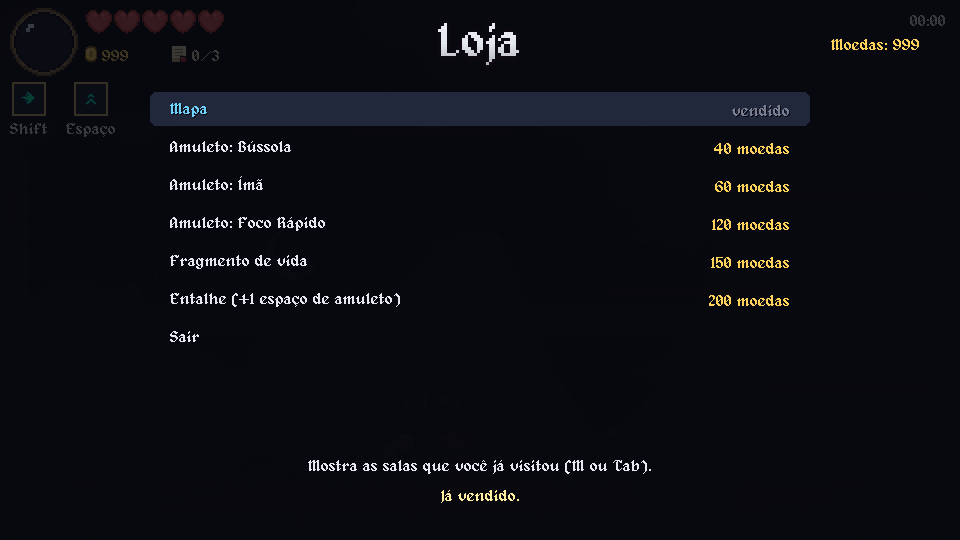 00:00
Loja
Moedas: 999
999
0/3
Shift Espaço
Mapa vendido
Amuleto: Bússola 40 moedas
Amuleto: Ímã 60 moedas
Amuleto: Foco Rápido 120 moedas
Fragmento de vida 150 moedas
Entalhe (+1 espaço de amuleto) 200 moedas
Sair
Mostra as salas que você já visitou (M ou Tab).
Já vendido.